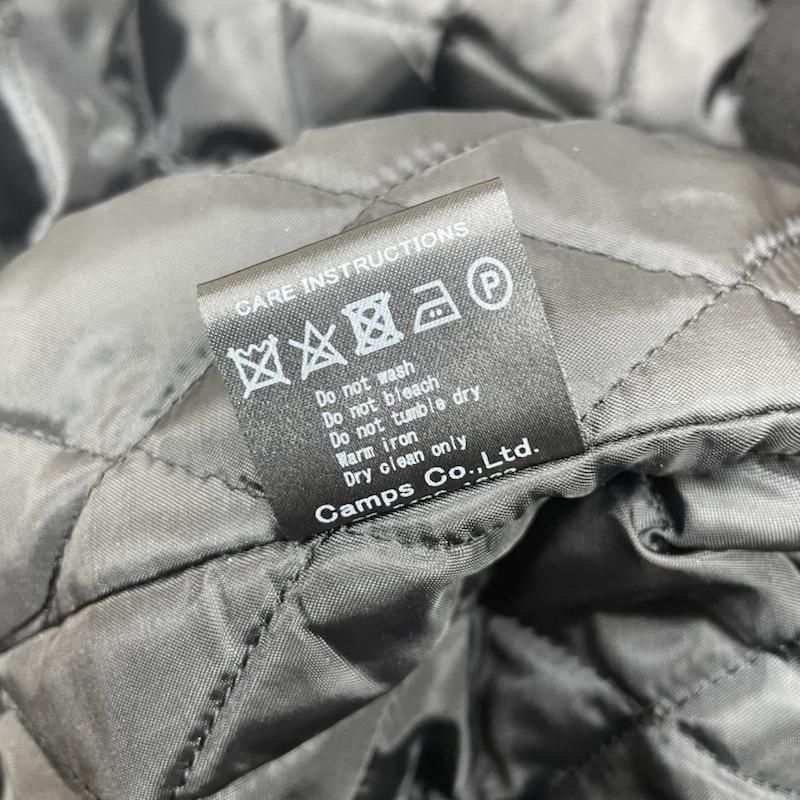 CARE INSTRUCTIONS
P
Do not wash
Do not bleach
Do not tumble dry
Warm iron
Dry clean only
Camps Co.,Ltd.